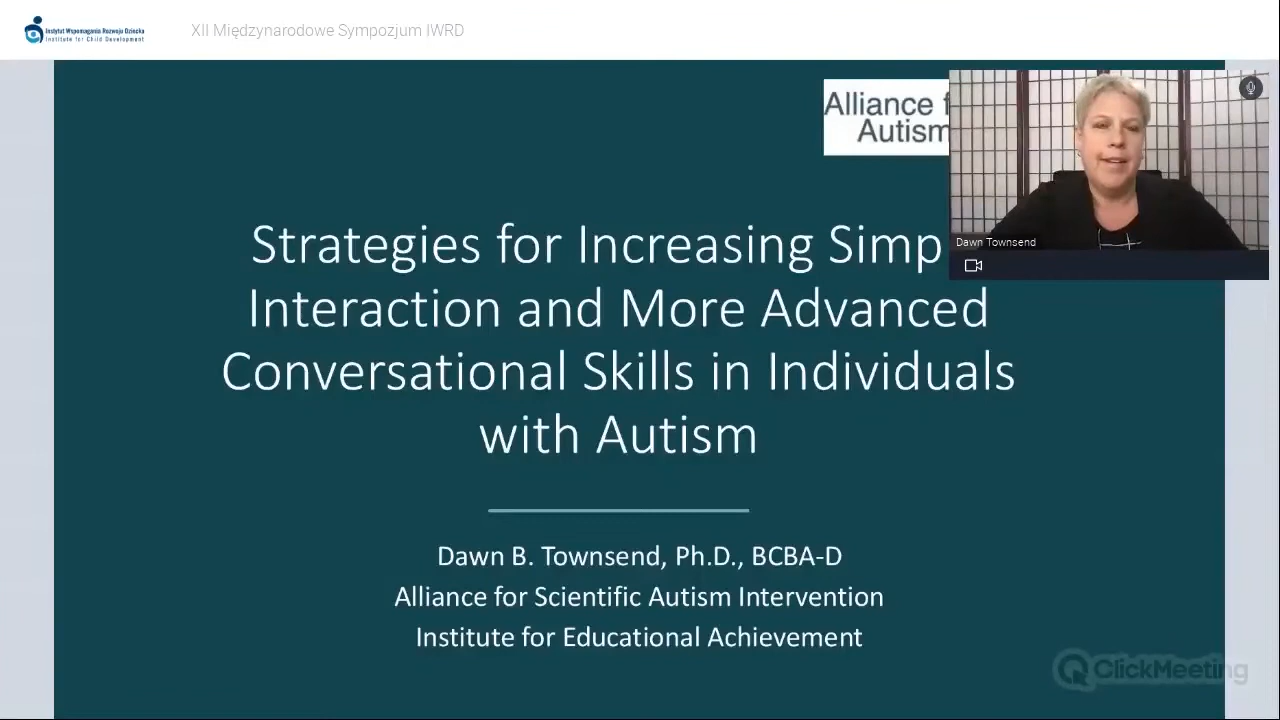 Instytut Wspomagania Rozwoju Dziecka
Institute for Child Development
XII Międzynarodowe Sympozjum IWRD
Alliance f
Autism
Dawn Townsend
Strategies for Increasing Simp
Interaction and More Advanced
Conversational Skills in Individuals
with Autism
Dawn B. Townsend, Ph.D., BCBA-D
Alliance for Scientific Autism Intervention
Institute for Educational Achievement
ClickMeeting